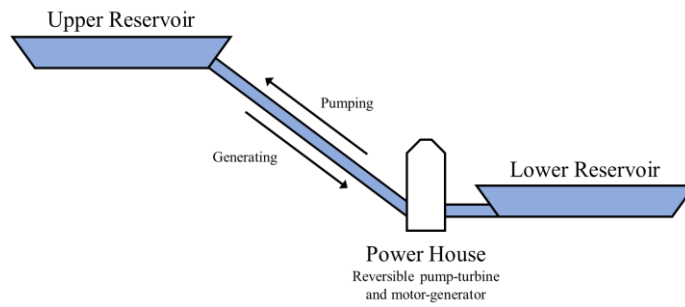 Upper Reservoir
Pumping
Generating
Lower Reservoir
Power House
Reversible pump-turbine
and motor-generator